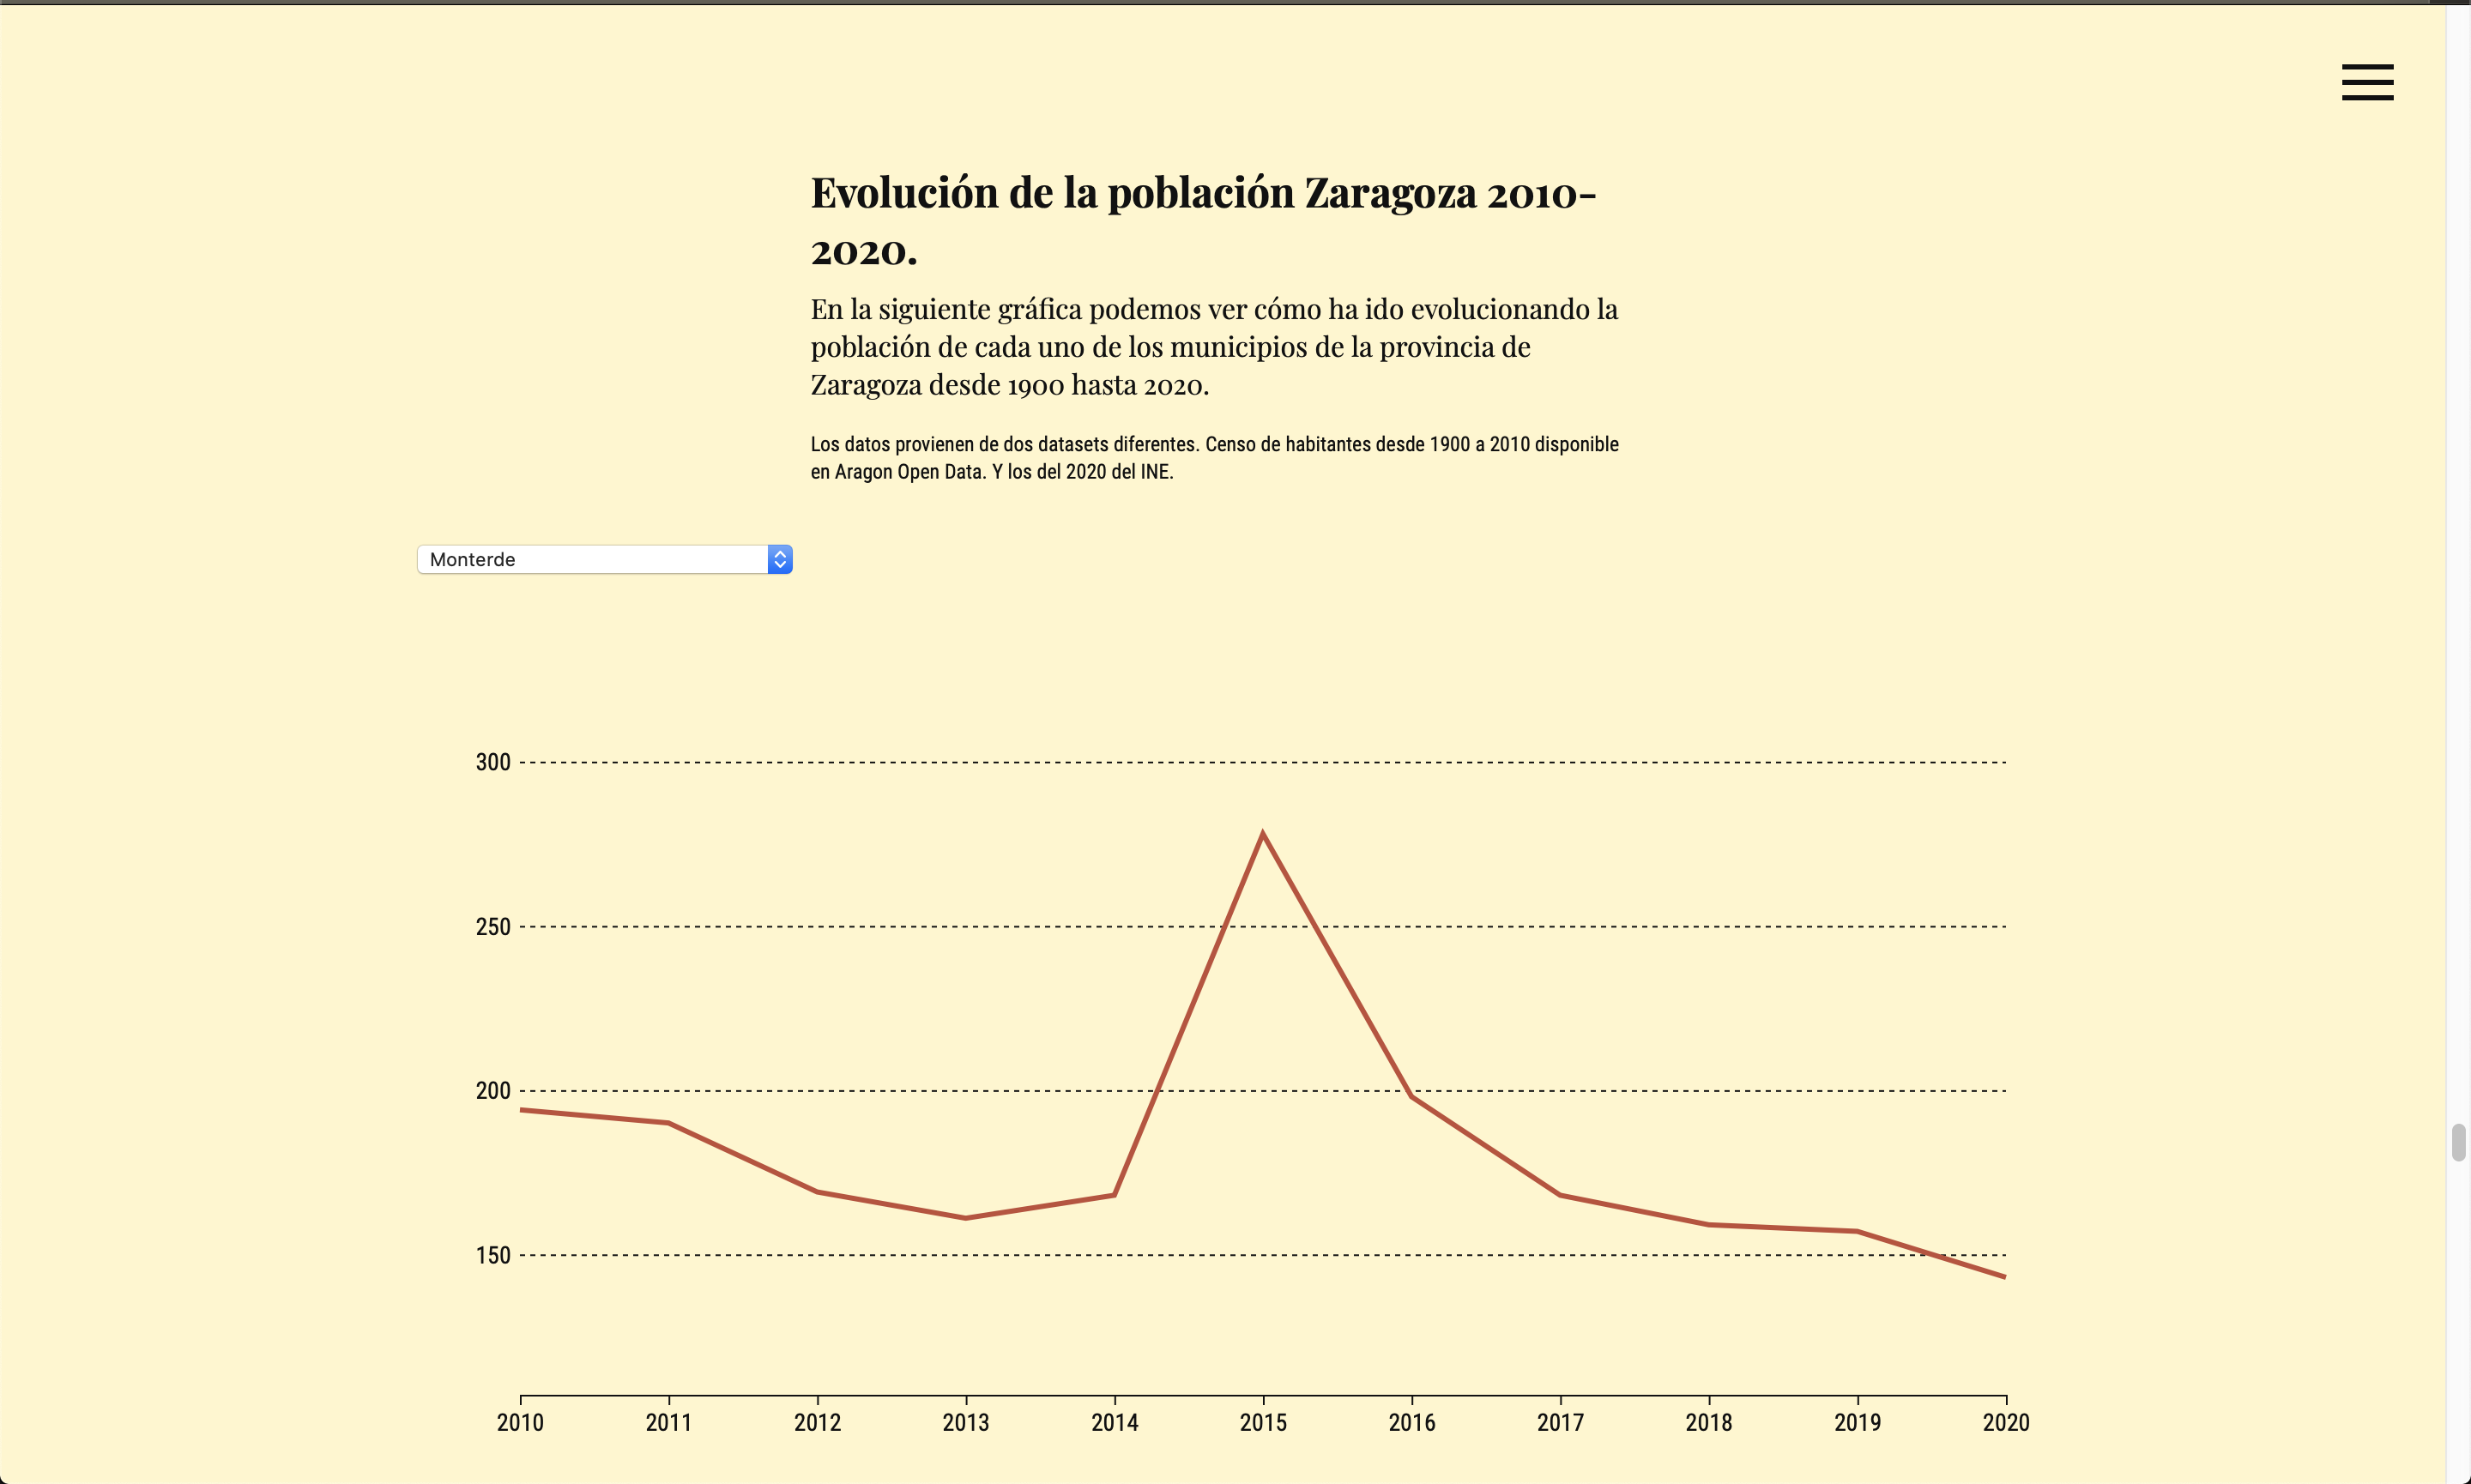 Evolución de la población Zaragoza 2010-
2020.
En la siguiente gráfica podemos ver cómo ha ido evolucionando la
población de cada uno de los municipios de la provincia de
Zaragoza desde 1900 hasta 2020.
Los datos provienen de dos datasets diferentes. Censo de habitantes desde 1900 a 2010 disponible
en Aragon Open Data. Y los del 2020 del INE.
Monterde
300
250
200
150
2010 2011 2012 2013 2014 2015 2016 2017 2018 2019 2020